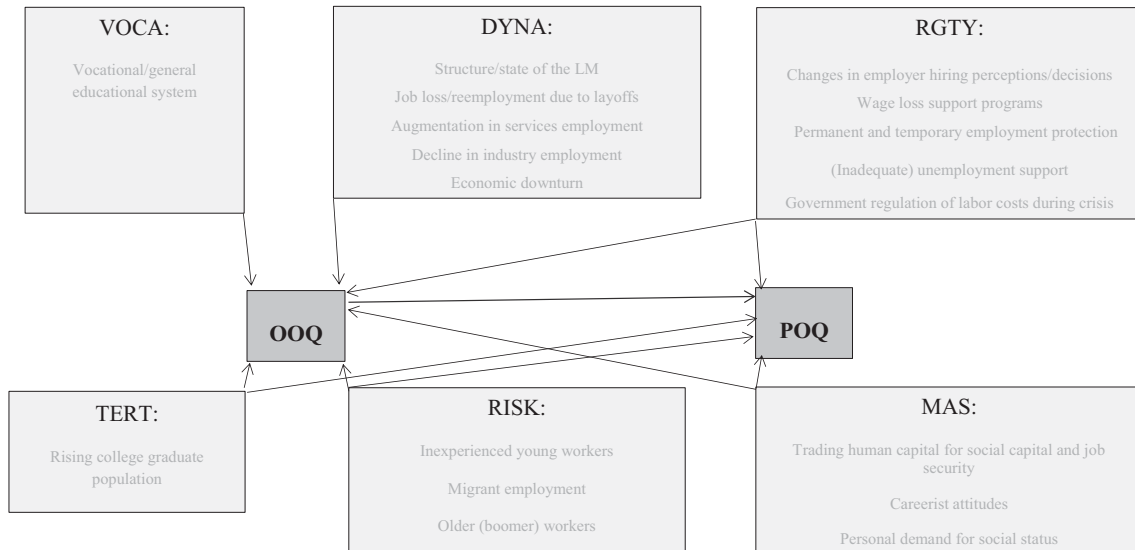 VOCA:
Vocational/general
educational system
DYNA:
Structure/state of the LM
Job loss/reemployment due to layoffs
Augmentation in services employment
Decline in industry employment
Economic downturn
RGTY:
Changes in employer hiring perceptions/decisions
Wage loss support programs
Permanent and temporary employment protection
(Inadequate) unemployment support
Government regulation of labor costs during crisis
OOQ
POQ
TERT:
Rising college graduate
population
RISK:
Inexperienced young workers
Migrant employment
Older (boomer) workers
MAS:
Trading human capital for social capital and job
security
Careerist attitudes
Personal demand for social status